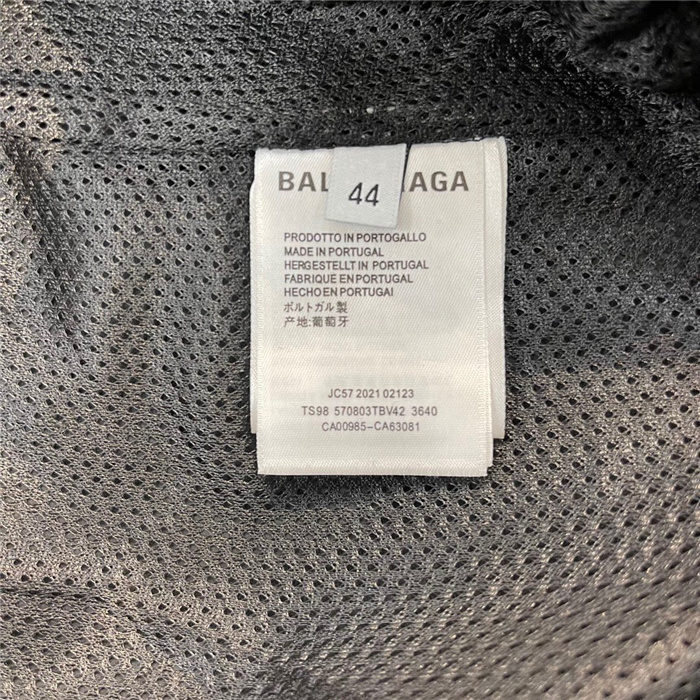 BAL AGA
44
PRODOTTO IN PORTOGALLO
MADE IN PORTUGAL
HERGESTELLT IN PORTUGAL
FABRIQUE EN PORTUGAL
HECHO EN PORTUGAl
ポルトガル製
产地:葡萄牙
JC57 2021 02123
TS98 570803TBV42 3640
CA00985-CA63081